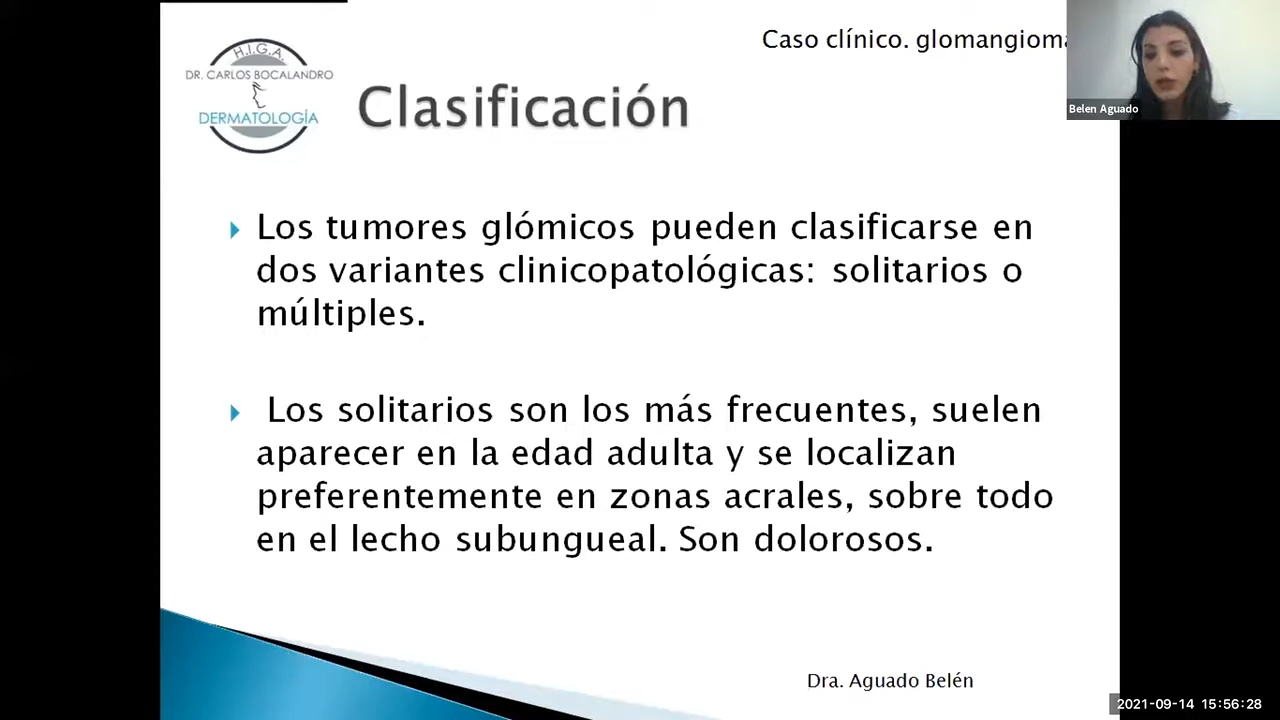 Caso clínico. glomangioma
H.I.G.A.
DR. CARLOS BOCALANDRO
DERMATOLOGÍA
Clasificación
Belen Aguado
Los tumores glómicos pueden clasificarse en
dos variantes clinicopatológicas: solitarios o
múltiples.
Los solitarios son los más frecuentes, suelen
aparecer en la edad adulta y se localizan
preferentemente en zonas acrales, sobre todo
en el lecho subungueal. Son dolorosos.
Dra. Aguado Belén
2021-09-14 15:56:28